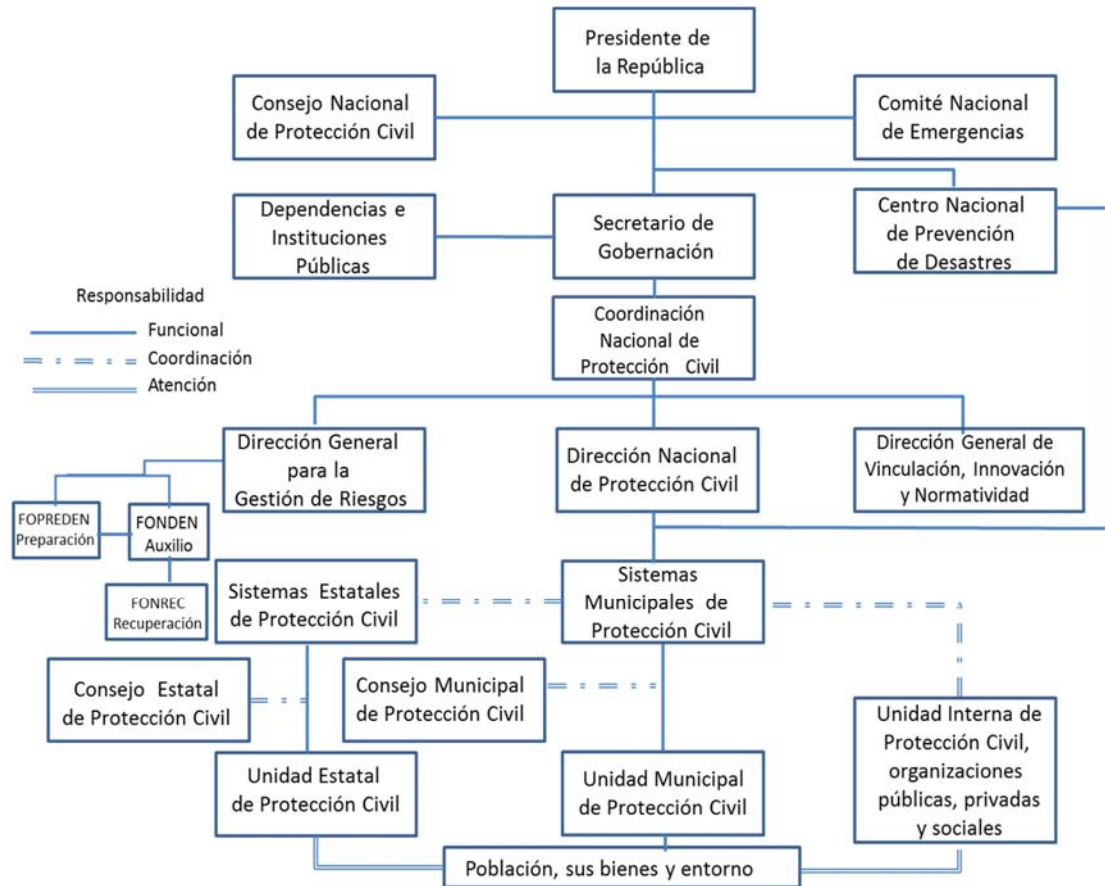 Presidente de
la República
Consejo Nacional
de Protección Civil
Comité Nacional
de Emergencias
Dependencias e
Instituciones
Públicas
Secretario de
Gobernación
Centro Nacional
de Prevención
de Desastres
Responsabilidad
Funcional
Coordinación
Atención
Coordinación
Nacional de
Protección Civil
Dirección General
para la
Gestión de Riesgos
Dirección Nacional
de Protección Civil
Dirección General de
Vinculación, Innovación
y Normatividad
FOPREDEN
Preparación
FONDEN
Auxilio
FONREC
Recuperación
Sistemas Estatales
de Protección Civil
Sistemas
Municipales de
Protección Civil
Consejo Estatal
de Protección Civil
Consejo Municipal
de Protección Civil
Unidad Interna de
Protección Civil,
organizaciones
públicas, privadas
y sociales
Unidad Estatal
de Protección Civil
Unidad Municipal
de Protección Civil
Población, sus bienes y entorno